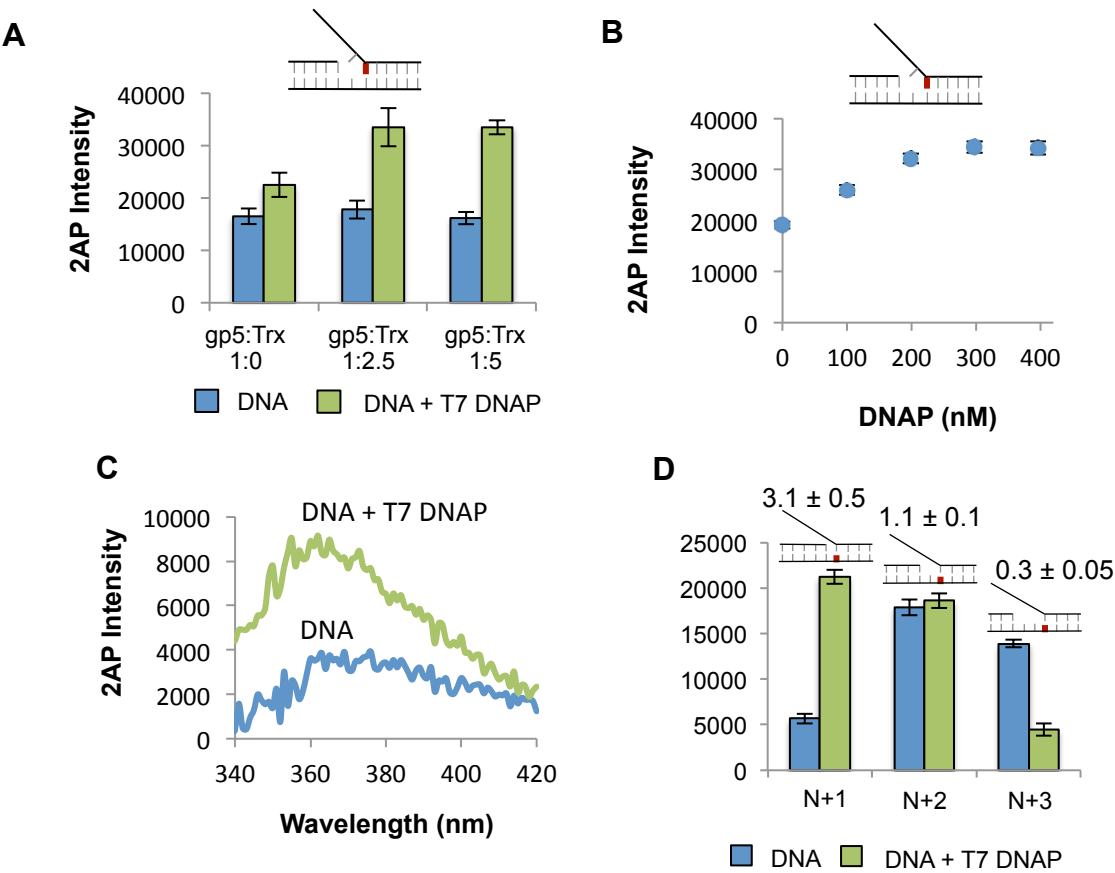 A
2AP Intensity
40000
30000
20000
10000
0
gp5:Trx
1:0
gp5:Trx
1:2.5
gp5:Trx
1:5
DNA
DNA + T7 DNAP
B
2AP Intensity
40000
30000
20000
10000
0
0 100 200 300 400
DNAP (nM)
C
2AP Intensity
10000
8000
6000
4000
2000
0
DNA + T7 DNAP
DNA
340 360 380 400 420
Wavelength (nm)
D
3.1 ± 0.5
1.1 ± 0.1
0.3 ± 0.05
25000
20000
15000
10000
5000
0
N+1 N+2 N+3
DNA
DNA + T7 DNAP